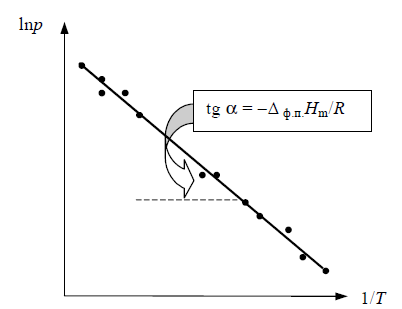 lnp
tg α = –Δ ф.п.Hm/R
1/T